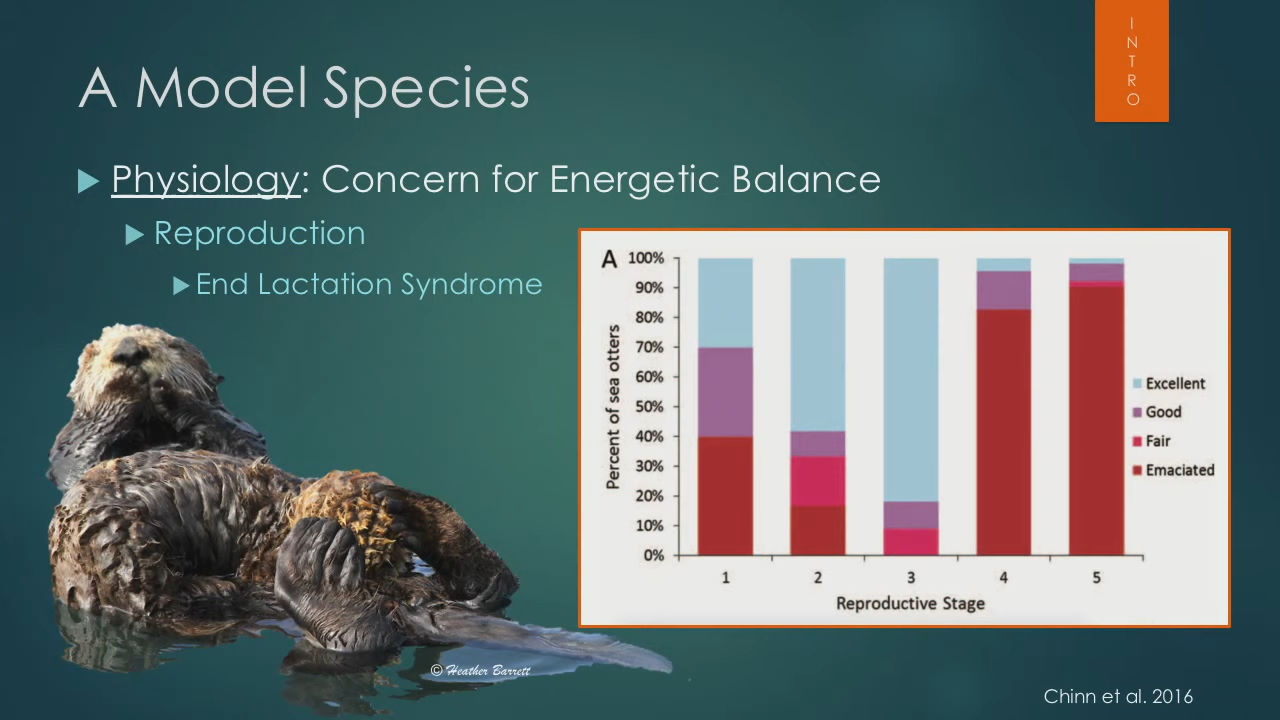 I
N
T
R
O
A Model Species
Physiology: Concern for Energetic Balance
Reproduction
End Lactation Syndrome
A
100%
90%
80%
70%
60%
50%
40%
30%
20%
10%
0%
Percent of sea otters
1 2 3 4 5
Reproductive Stage
Excellent
Good
Fair
Emaciated
© Heather Barrett
Chinn et al. 2016